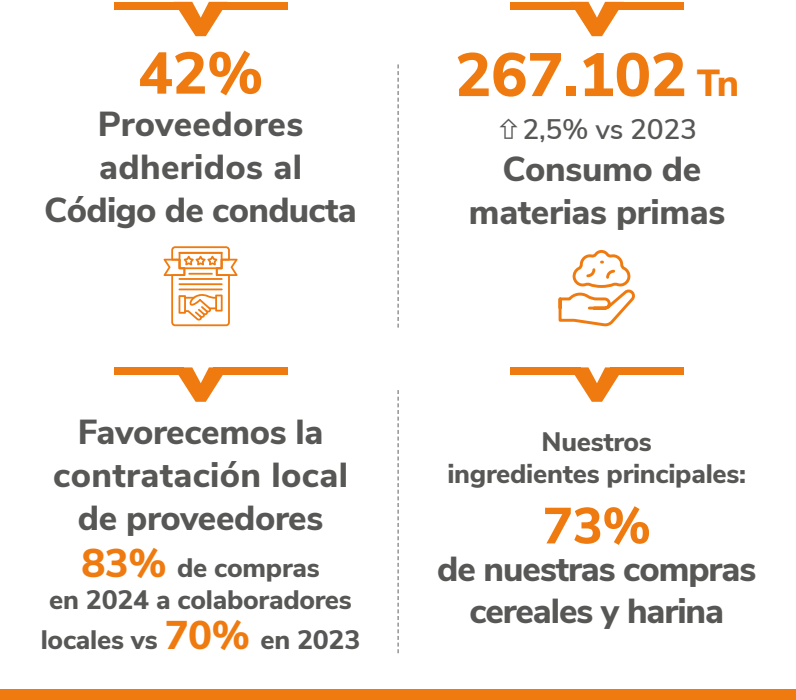 42%
Proveedores
adheridos al
Código de conducta
267.102 Tn
⇧ 2,5% vs 2023
Consumo de
materias primas
Favorecemos la
contratación local
de proveedores
83% de compras
en 2024 a colaboradores
locales vs 70% en 2023
Nuestros
ingredientes principales:
73%
de nuestras compras
cereales y harina